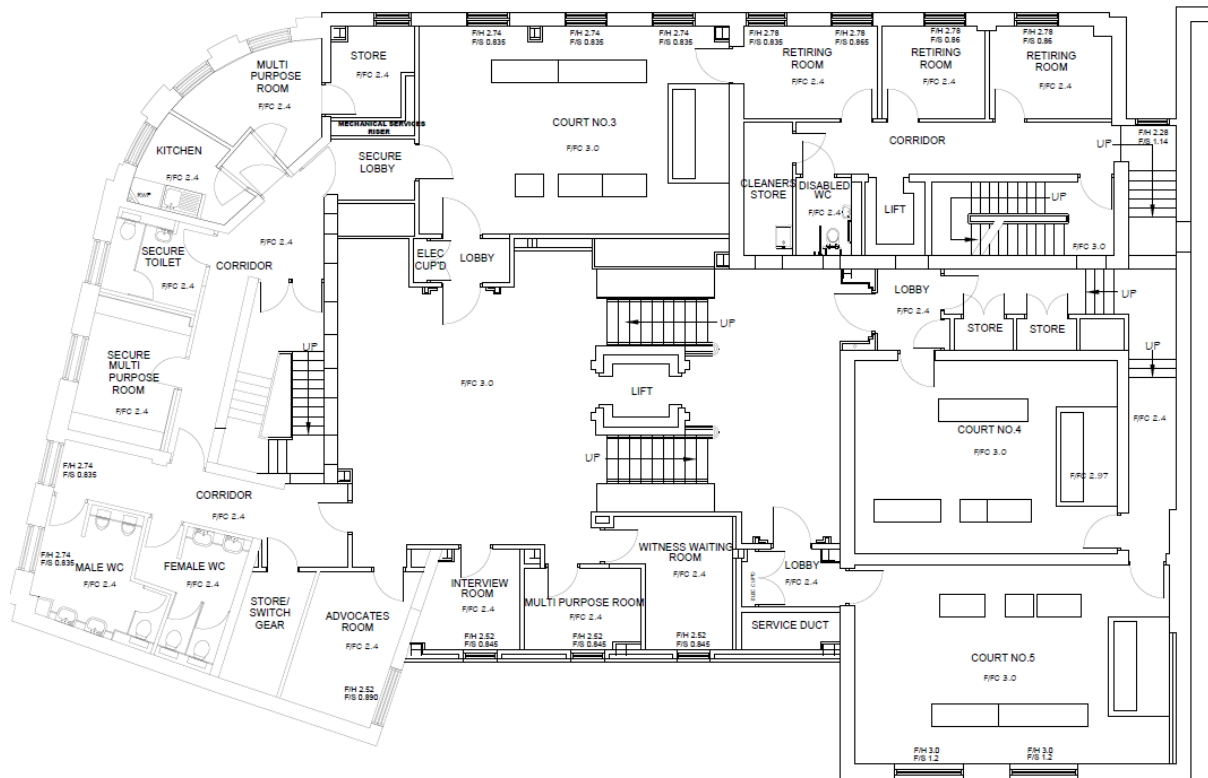 F/H 2.74
F/S 0.835
F/H 2.74
F/S 0.835
F/H 2.74
F/S 0.835
F/H 2.78
F/S 0.835
F/H 2.78
F/S 0.865
F/H 2.78
F/S 0.86
F/H 2.78
F/S 0.86
MULTI
PURPOSE
ROOM
F/FC 2.4
STORE
F/FC 2.4
RETIRING
ROOM
F/FC 2.4
RETIRING
ROOM
F/FC 2.4
RETIRING
ROOM
F/FC 2.4
MECHANICAL SERVICES
RISER
COURT NO.3
F/FC 3.0
CORRIDOR
UP
F/H 2.28
F/S 1.14
KITCHEN
F/FC 2.4
KWP
SECURE
LOBBY
CLEANERS
STORE
DISABLED
WC
F/FC 2.4
LIFT
UP
F/FC 3.0
SECURE
TOILET
F/FC 2.4
F/FC 2.4
CORRIDOR
ELEC
CUP'D
LOBBY
LOBBY
F/FC 2.4
UP
STORE
STORE
UP
UP
SECURE
MULTI
PURPOSE
ROOM
F/FC 2.4
UP
F/FC 3.0
LIFT
UP
COURT NO.4
F/FC 3.0
F/FC 2.97
F/FC 2.4
F/H 2.74
F/S 0.835
CORRIDOR
F/FC 2.4
F/H 2.74
F/S 0.835
MALE WC
F/FC 2.4
FEMALE WC
F/FC 2.4
STORE/
SWITCH
GEAR
ADVOCATES
ROOM
F/FC 2.4
F/H 2.52
F/S 0.890
INTERVIEW
ROOM
F/FC 2.4
F/H 2.52
F/S 0.845
MULTI PURPOSE ROOM
F/FC 2.4
F/H 2.52
F/S 0.845
WITNESS WAITING
ROOM
F/FC 2.4
F/H 2.52
F/S 0.845
ELEC CUP'D
LOBBY
F/FC 2.4
SERVICE DUCT
COURT NO.5
F/FC 3.0
F/H 3.0
F/S 1.2
F/H 3.0
F/S 1.2